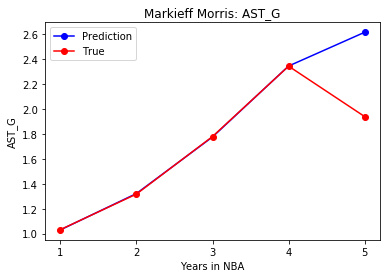 Markieff Morris: AST_G
Prediction
True
AST_G
2.6
2.4
2.2
2.0
1.8
1.6
1.4
1.2
1.0
1 2 3 4 5
Years in NBA